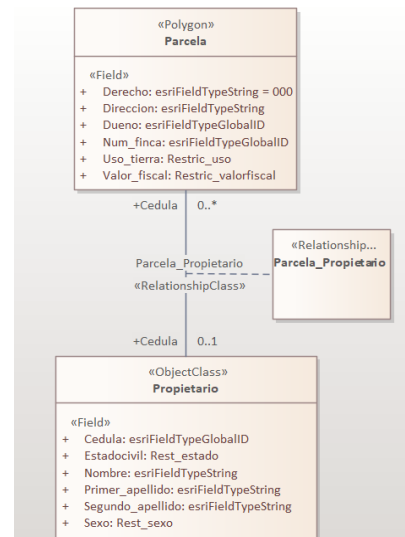 «Polygon»
Parcela
«Field»
+ Derecho: esriFieldTypeString = 000
+ Direccion: esriFieldTypeString
+ Dueno: esriFieldTypeGlobalID
+ Num_finca: esriFieldTypeGlobalID
+ Uso_tierra: Restric_uso
+ Valor_fiscal: Restric_valorfiscal
+Cedula 0..*
«Relationship...
Parcela_Propietario
Parcela_Propietario
«RelationshipClass»
+Cedula 0..1
«ObjectClass»
Propietario
«Field»
+ Cedula: esriFieldTypeGlobalID
+ Estadocivil: Rest_estado
+ Nombre: esriFieldTypeString
+ Primer_apellido: esriFieldTypeString
+ Segundo_apellido: esriFieldTypeString
+ Sexo: Rest_sexo